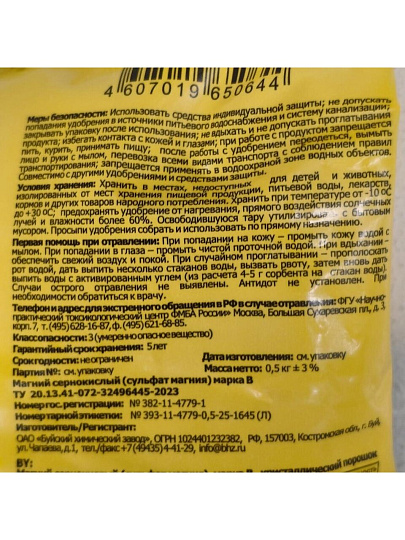 4607019650644
Меры безопасности: Использовать средства индивидуальной защиты; не допускать
попадания удобрения в источники питьевого водоснабжения и систему канализации;
закрывать упаковку после использования; не вдыхать и не допускать проглатывания
продукта; избегать контакта с кожей и глазами; при работе с продуктом запрещается
пить, курить, принимать пищу, после работы с удобрением переодеться, вымыть
лицо и руки с мылом, перевозка всеми видами транспорта с соблюдением правил
транспортирования; запрещается применять в водоохраной зоне водных объектов.
Совместимо с другими удобрениями и средствами защиты.
Условия хранения: Хранить в местах, недоступных для детей и животных,
изолированных от мест хранения пищевой продукции, питьевой воды, лекарств,
кормов и других товаров народного потребления. Хранить при температуре от -10 oC
до +30 oC; предохранять удобрение от нагревания, прямого воздействия солнечных
лучей и влажности более 60%. Освободившуюся тару утилизировать с бытовым
мусором. Просыпи удобрения собрать и использовать по прямому назначению.
Первая помощь при отравлении: При попадании на кожу – промыть кожу водой с
мылом. При попадании в глаза – промыть чистой проточной водой. При вдыхании –
обеспечить свежий воздух и покой. При случайном проглатывании – прополоскать
рот водой, дать выпить несколько стаканов воды, вызвать рвоту, затем вновь дать
выпить воды с активированным углем (из расчета 4-5 г сорбента на стакан воды).
Случаи острого отравления не выявлены. Антидот не установлен. При
необходимости обратиться к врачу.
Телефон и адрес для экстренного обращения в РФ в случае отравления: ФГУ «Научно-
практический токсикологический центр ФМБА России» Москва, Большая Сухаревская пл., д. 3,
корп. 7, т. (495) 628-16-87, ф. (495) 621-68-85.
Класс опасности: 3 (умеренно опасное вещество)
Гарантийный срок хранения: 5 лет
Срок годности: не ограничен Дата изготовления: см. упаковку
Партия №: см. упаковку Масса нетто: 0,5 кг ± 3 %
Магний сернокислый (сульфат магния) марка В
ТУ 20.13.41-072-32496445-2023
Номер гос. регистрации: № 382-11-4779-1
Номер тарной этикетки: № 393-11-4779-0,5-25-1645 (Л)
Изготовитель/Регистрант:
ОАО «Буйский химический завод», ОГРН 1024401232382, РФ, 157003, Костромская обл., г. Буй,
ул. Чапаева, д.1, тел./факс +7 (49435) 4-41-29, info@bhz.ru
BY:
кристаллический порошок